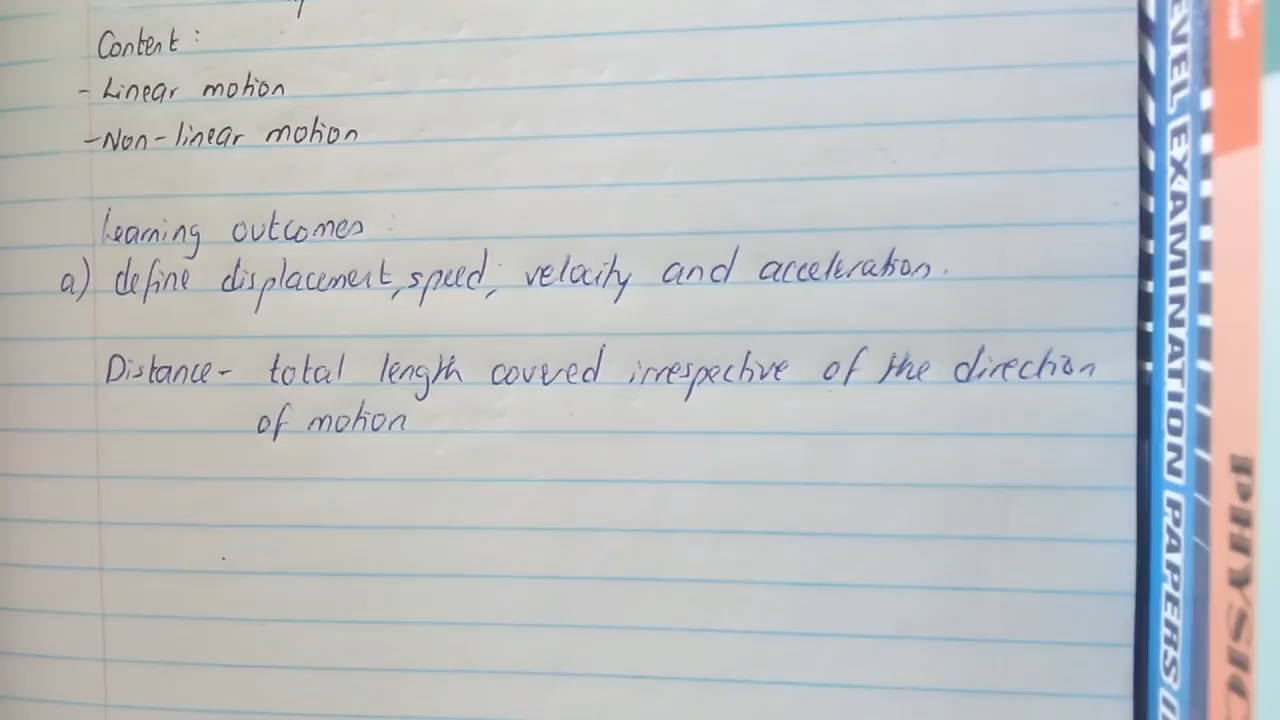 Content:
- Linear motion
- Non-linear motion
Learning outcomes:
a) define displacement, speed, velocity and acceleration.
Distance - total length covered irrespective of the direction
of motion
EVEL EXAMINATION PAPERS I
PHYSIC